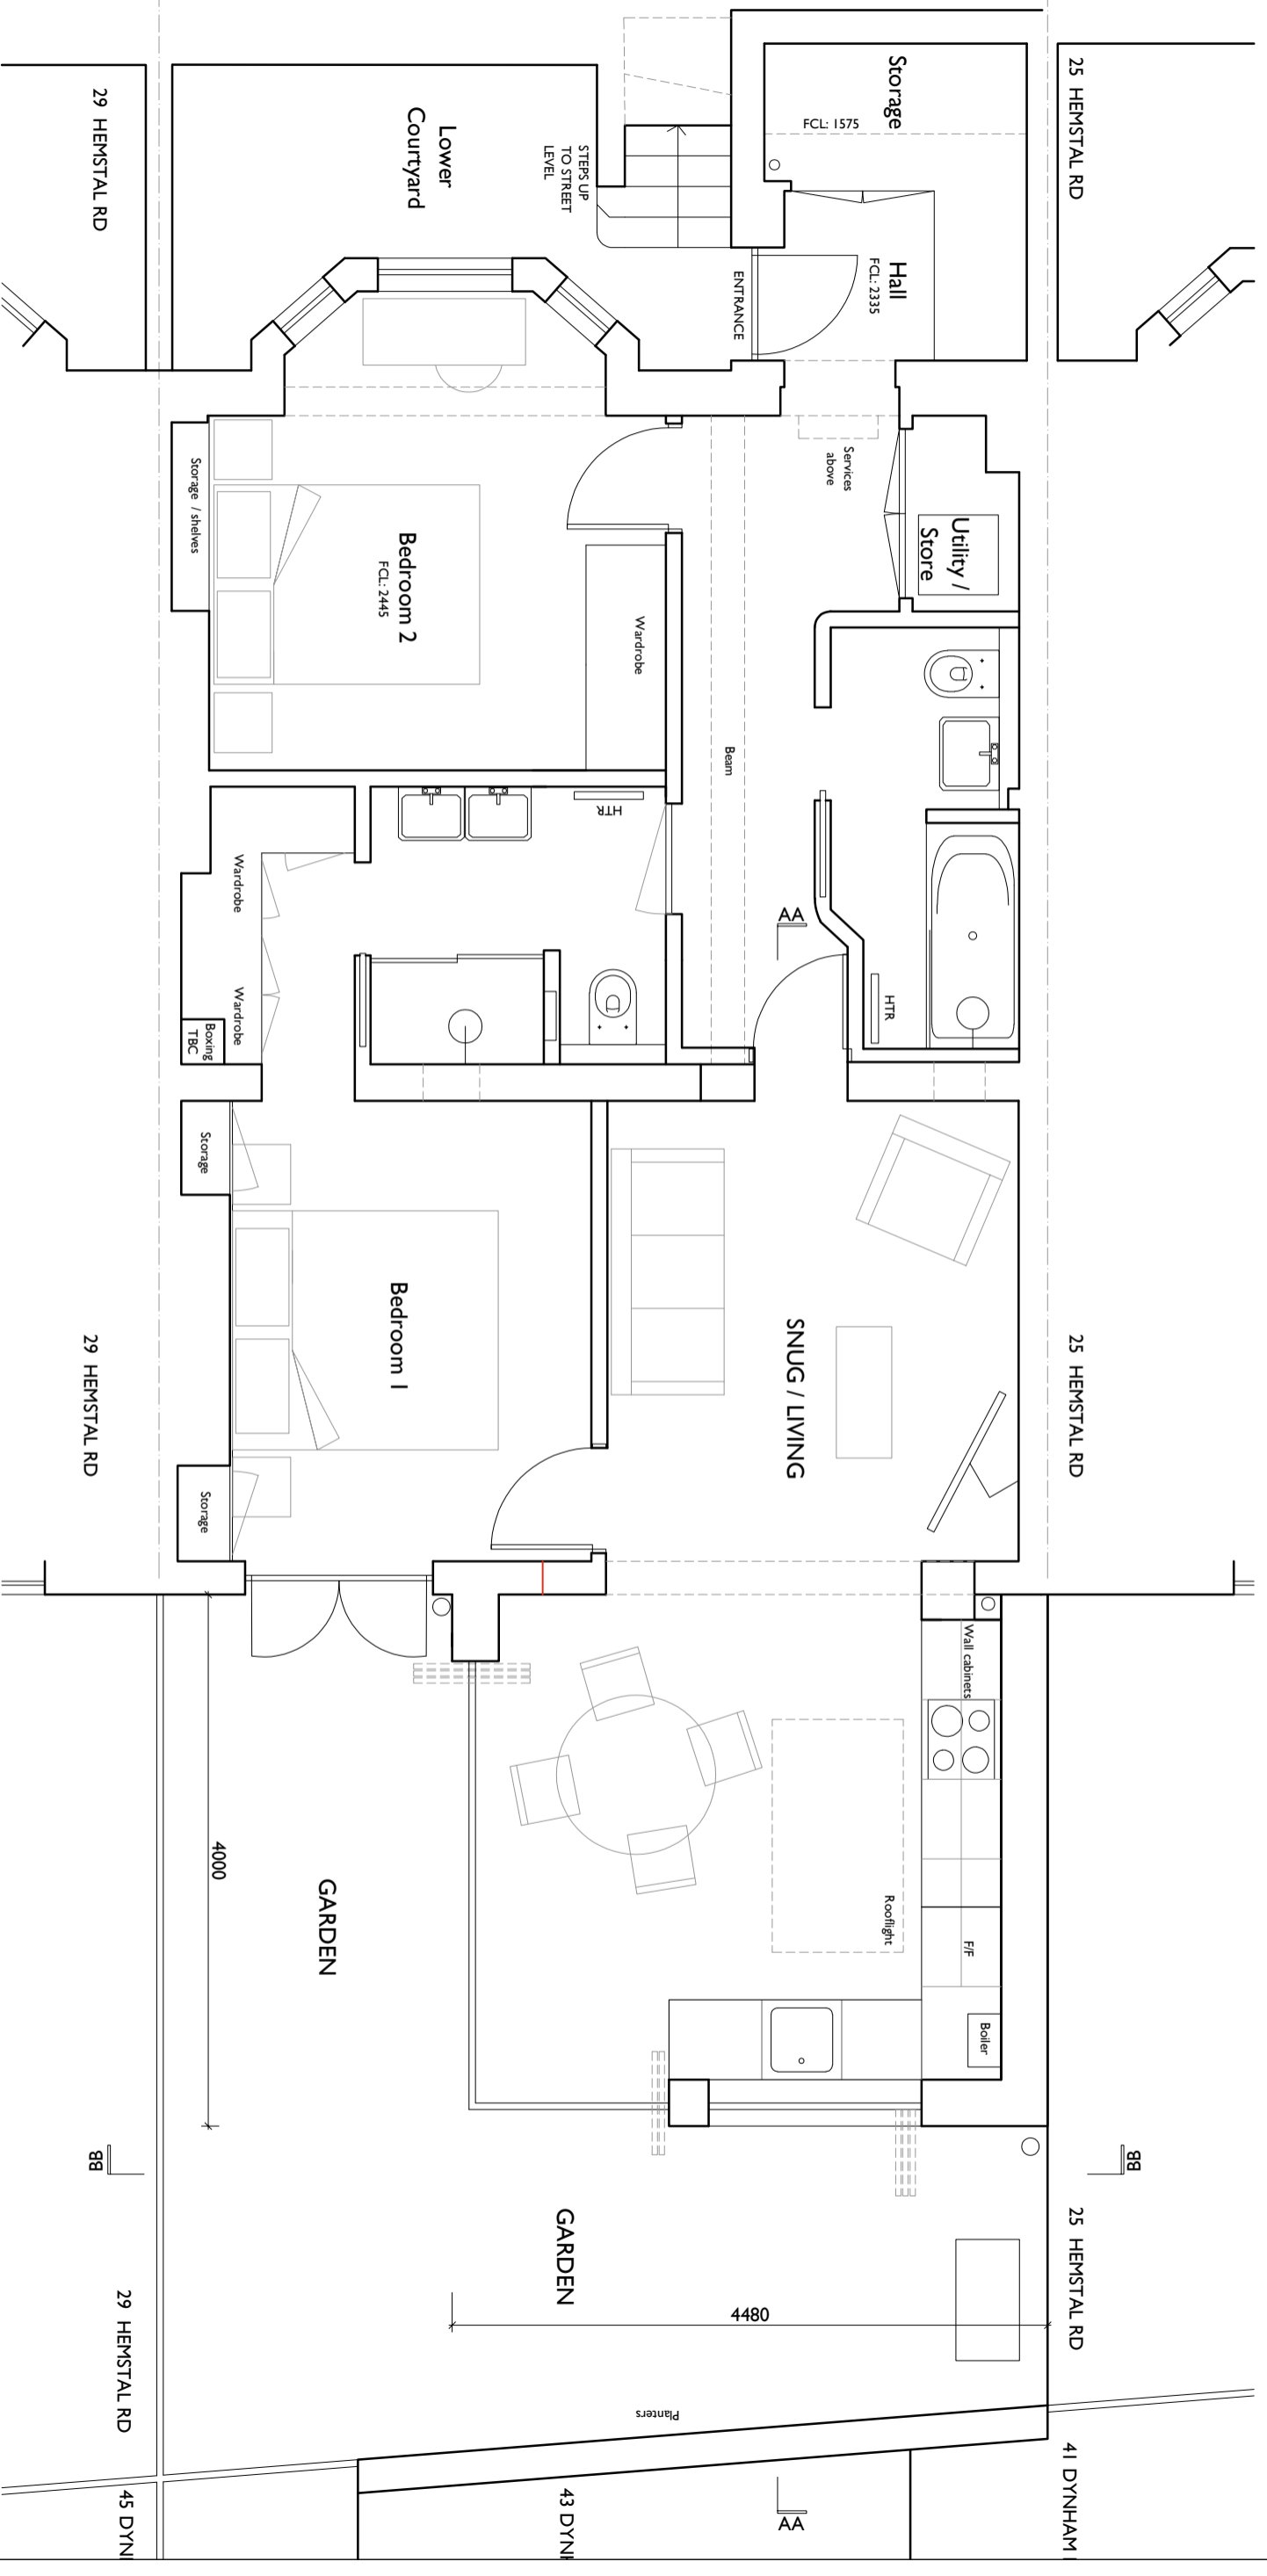 25 HEMSTAL RD
Storage
FCL: 1575
29 HEMSTAL RD
Lower
Courtyard
STEPS UP
TO STREET
LEVEL
Hall
FCL: 2335
ENTRANCE
Services
above
Storage / shelves
Utility /
Store
Bedroom 2
FCL: 2445
Wardrobe
Beam
HTR
Wardrobe
AA
Wardrobe
HTR
Boxing
TBC
Storage
Bedroom 1
SNUG / LIVING
25 HEMSTAL RD
29 HEMSTAL RD
Storage
Wall cabinets
4000
GARDEN
Rooflight
F/F
Boiler
BB
BB
GARDEN
25 HEMSTAL RD
4480
29 HEMSTAL RD
Planters
41 DYNHAM
45 DYN
43 DYN
AA